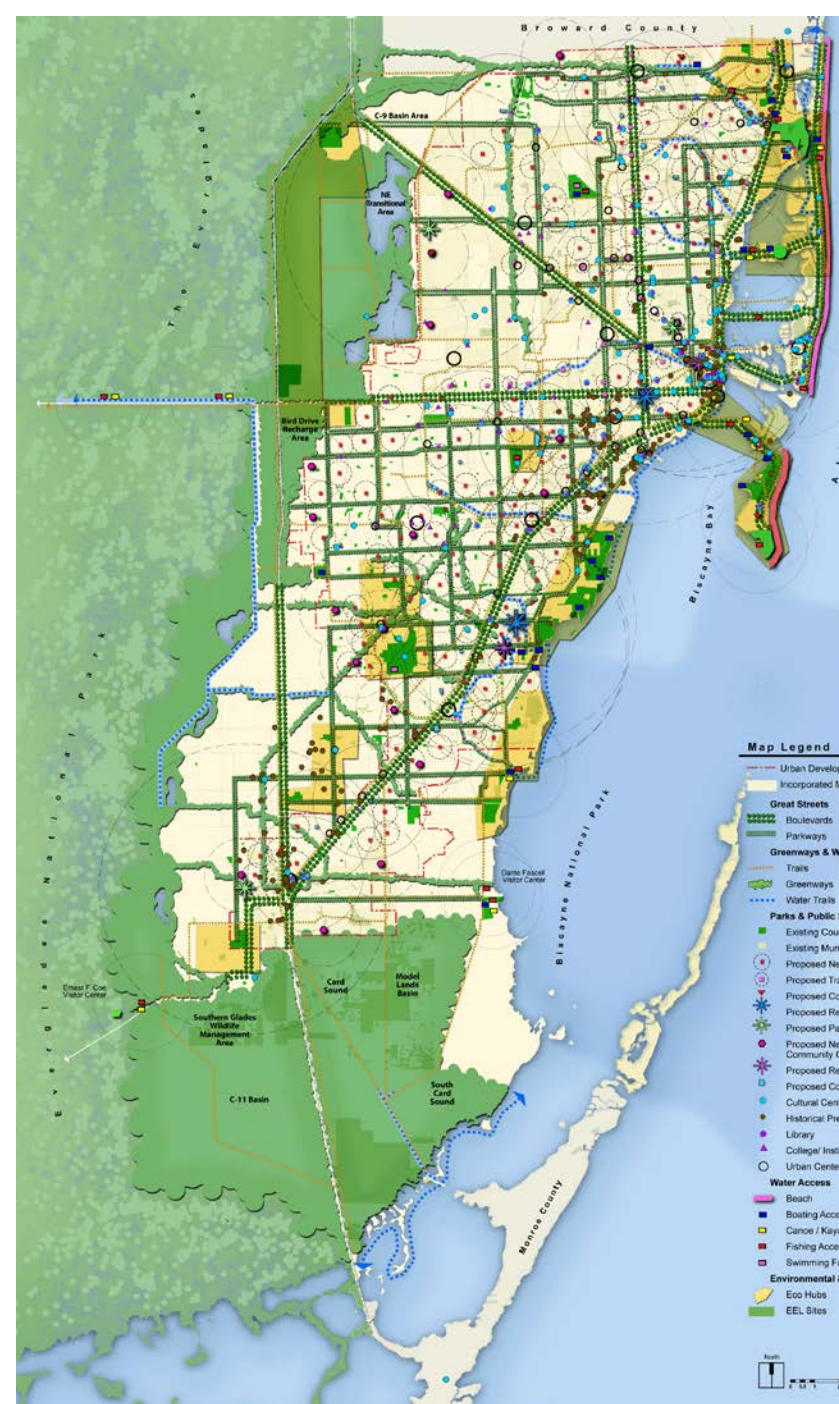 Broward County
The Everglades
C-9 Basin Area
NE
Transitional
Area
Bird Drive
Recharge
Area
Biscayne Bay
Everglades National Park
Biscayne National Park
Dante Fascell
Visitor Center
Ernest F. Coe
Visitor Center
Southern Glades
Wildlife
Management
Area
Card
Sound
Model
Lands
Basin
C-11 Basin
South
Card
Sound
Monroe County
Map Legend
Urban Develop
Incorporated M
Great Streets
Boulevards
Parkways
Greenways & W
Trails
Greenways
Water Trails
Parks & Public
Existing Cou
Existing Mun
Proposed Ne
Proposed Tra
Proposed Co
Proposed Re
Proposed Pa
Proposed Ne
Community C
Proposed Re
Proposed Co
Cultural Cent
Historical Pre
Library
College/ Insti
Urban Cente
Water Access
Beach
Boating Acce
Canoe / Kaya
Fishing Acce
Swimming Fa
Environmental &
Eco Hubs
EEL Sites
North